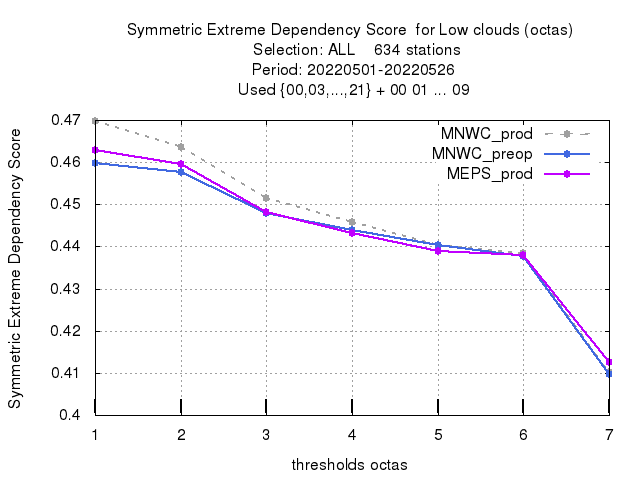 Symmetric Extreme Dependency Score  for Low clouds (octas)
Selection: ALL    634 stations
Period: 20220501-20220526
Used {00,03,...,21} + 00 01 ... 09
Symmetric Extreme Dependency Score
0.47
0.46
0.45
0.44
0.43
0.42
0.41
0.4
MNWC_prod
MNWC_preop
MEPS_prod
1 2 3 4 5 6 7
thresholds octas